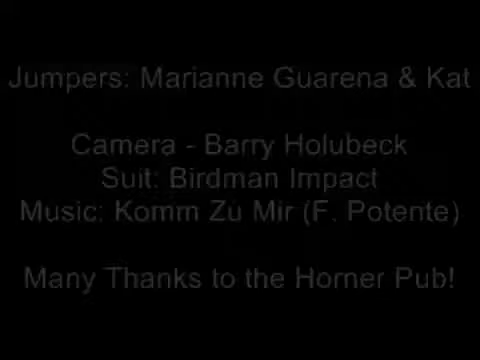 Jumpers: Marianne Guarena & Kat
Camera - Barry Holubeck
Suit: Birdman Impact
Music: Komm Zu Mir (F. Potente)
Many Thanks to the Horner Pub!